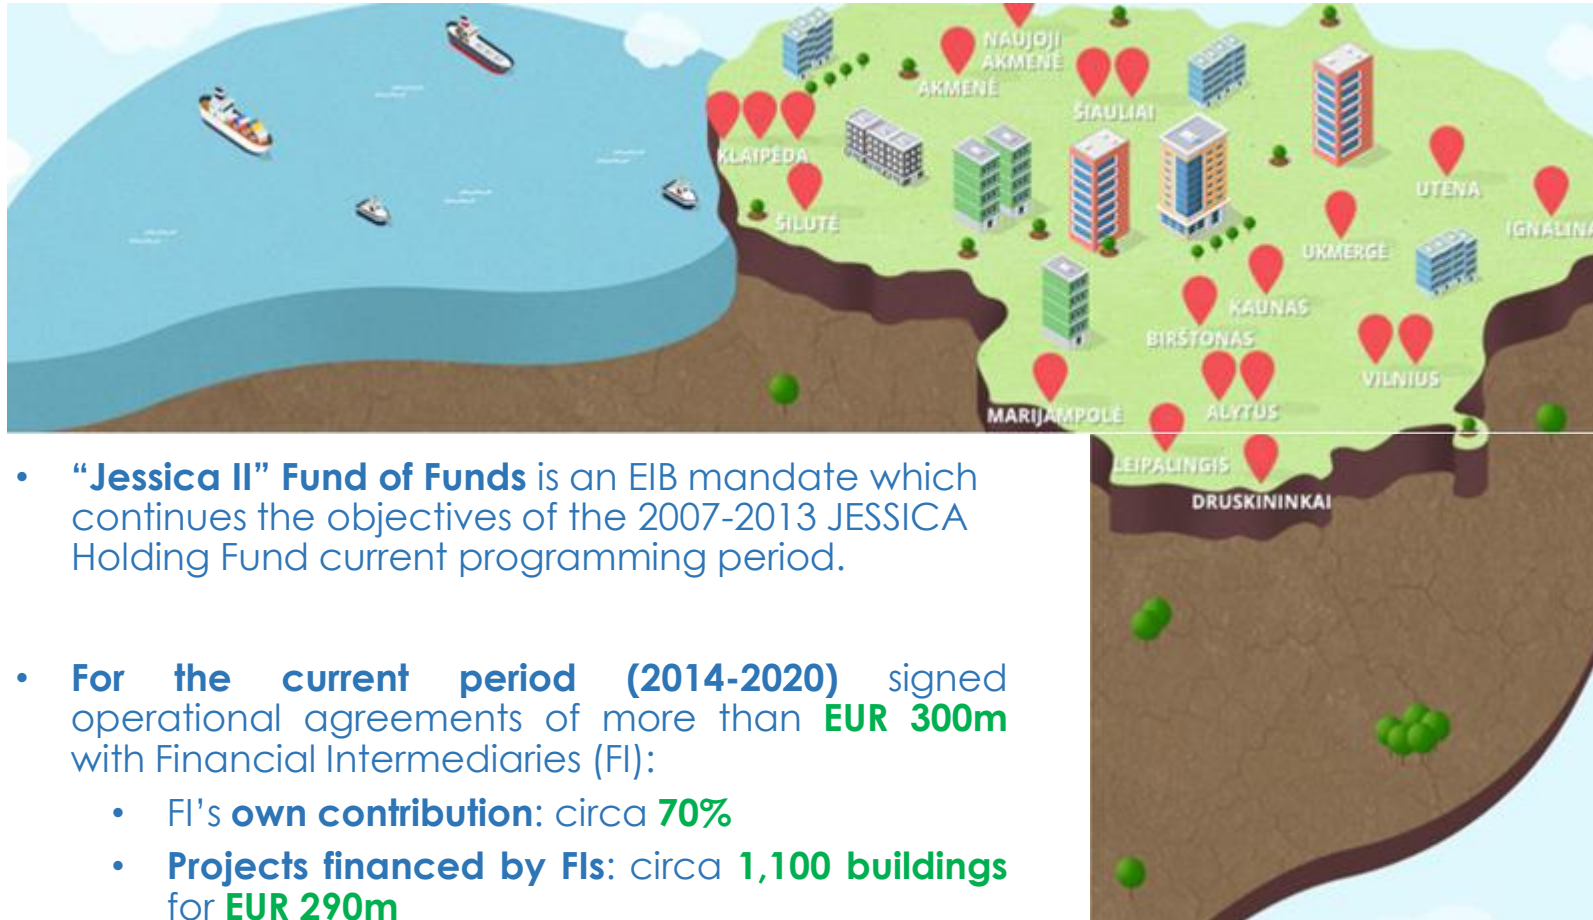 NAUJOJI
AKMENĖ
AKMENĖ
ŠIAULIAI
KLAIPĖDA
UTENA
ŠILUTĖ
IGNALINA
UKMERGĖ
KAUNAS
BIRŠTONAS
VILNIUS
MARIJAMPOLĖ
ALYTUS
LEIPALINGIS
DRUSKININKAI
• “Jessica II” Fund of Funds is an EIB mandate which
continues the objectives of the 2007-2013 JESSICA
Holding Fund current programming period.
• For the current period (2014-2020) signed
operational agreements of more than EUR 300m
with Financial Intermediaries (FI):
• FI’s own contribution: circa 70%
• Projects financed by FIs: circa 1,100 buildings
for EUR 290m